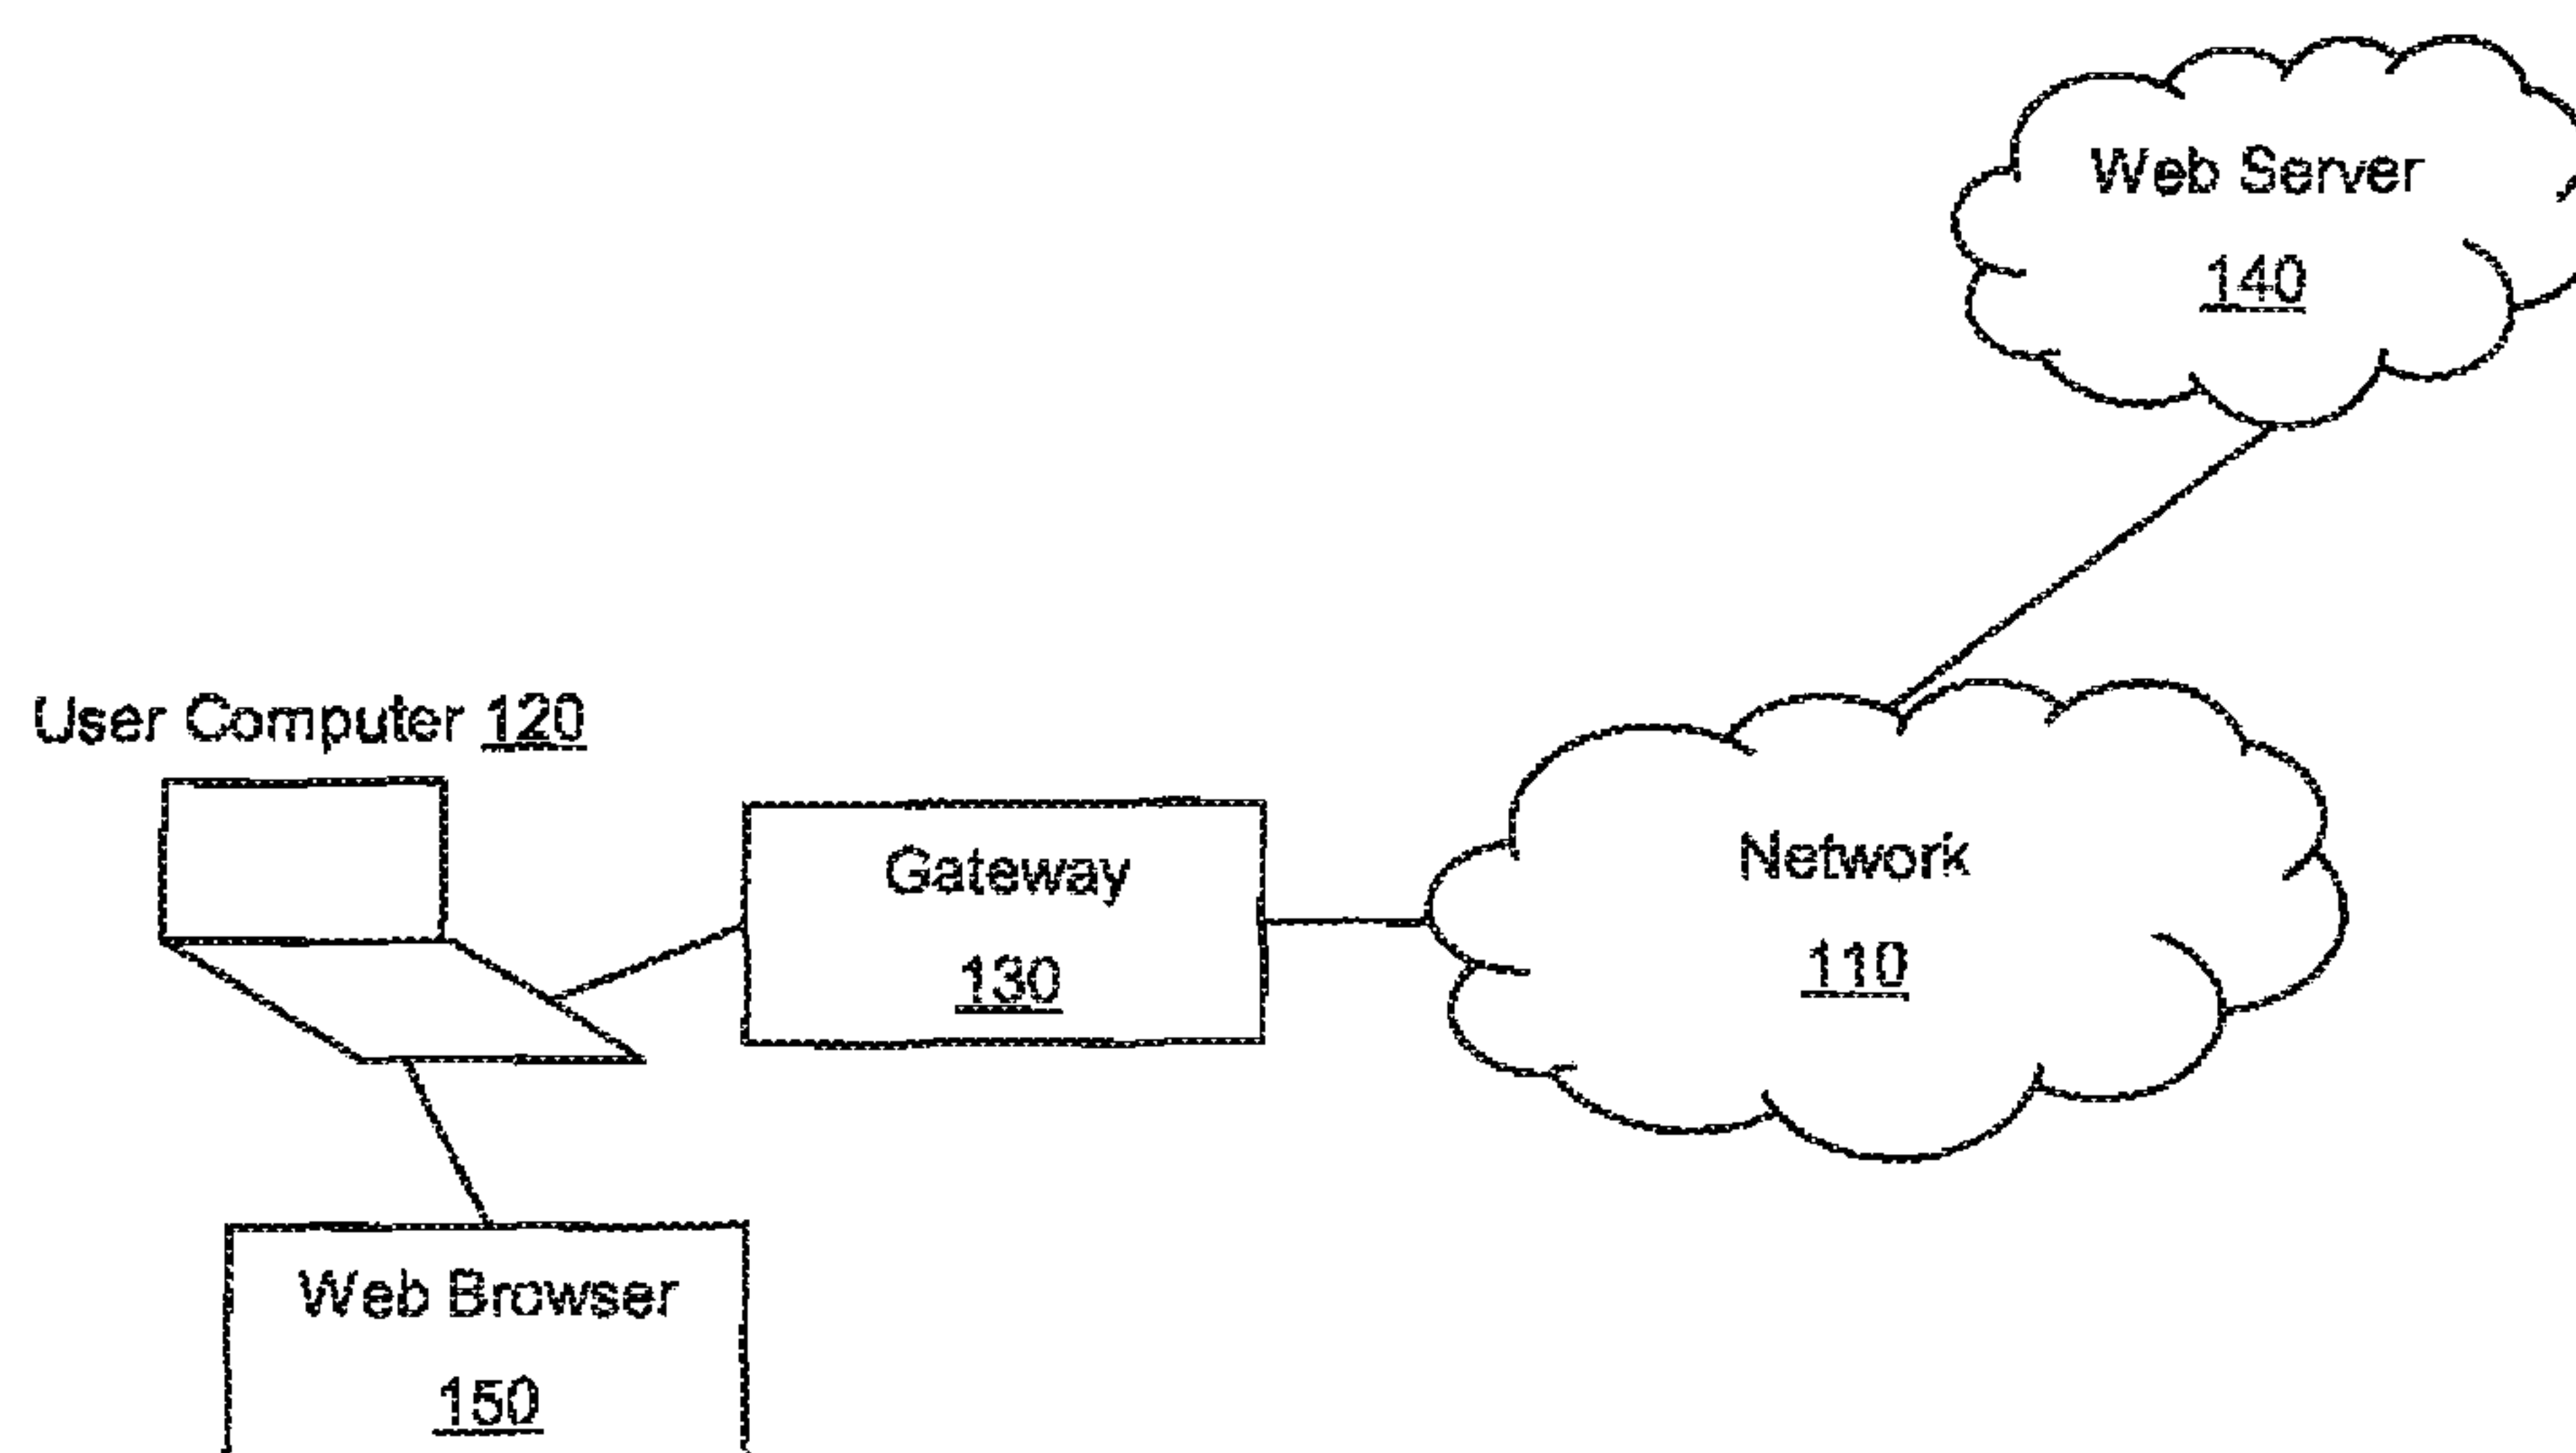 Web Server
140
User Computer 120
Gateway
130
Network
110
Web Browser
150